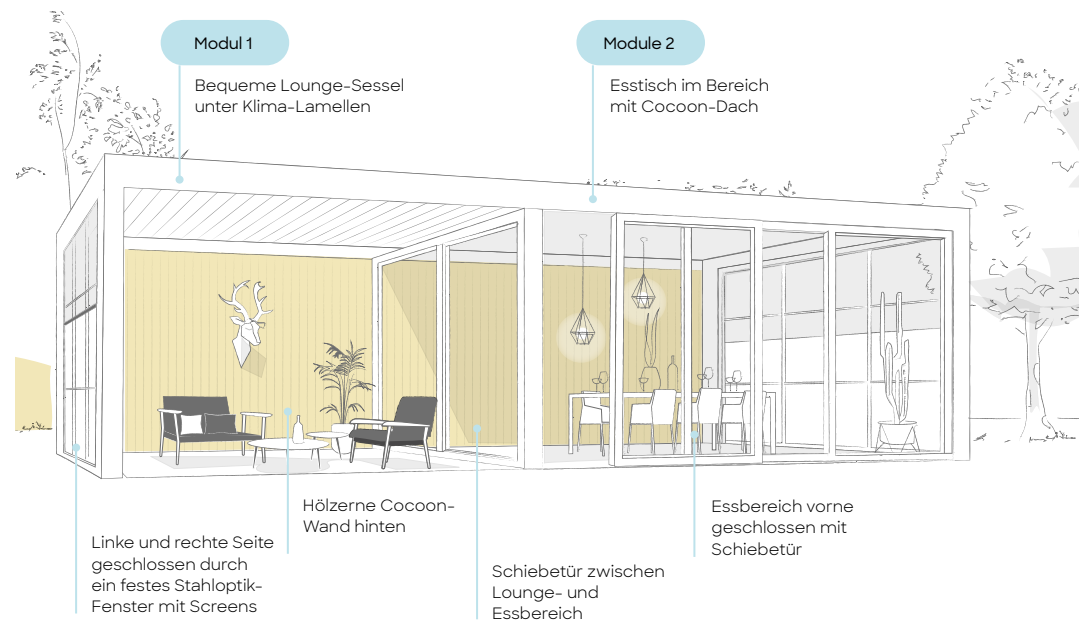 Modul 1
Bequeme Lounge-Sessel
unter Klima-Lamellen
Module 2
Esstisch im Bereich
mit Cocoon-Dach
Linke und rechte Seite
geschlossen durch
ein festes Stahloptik-
Fenster mit Screens
Hölzerne Cocoon-
Wand hinten
Schiebetür zwischen
Lounge- und
Essbereich
Essbereich vorne
geschlossen mit
Schiebetür